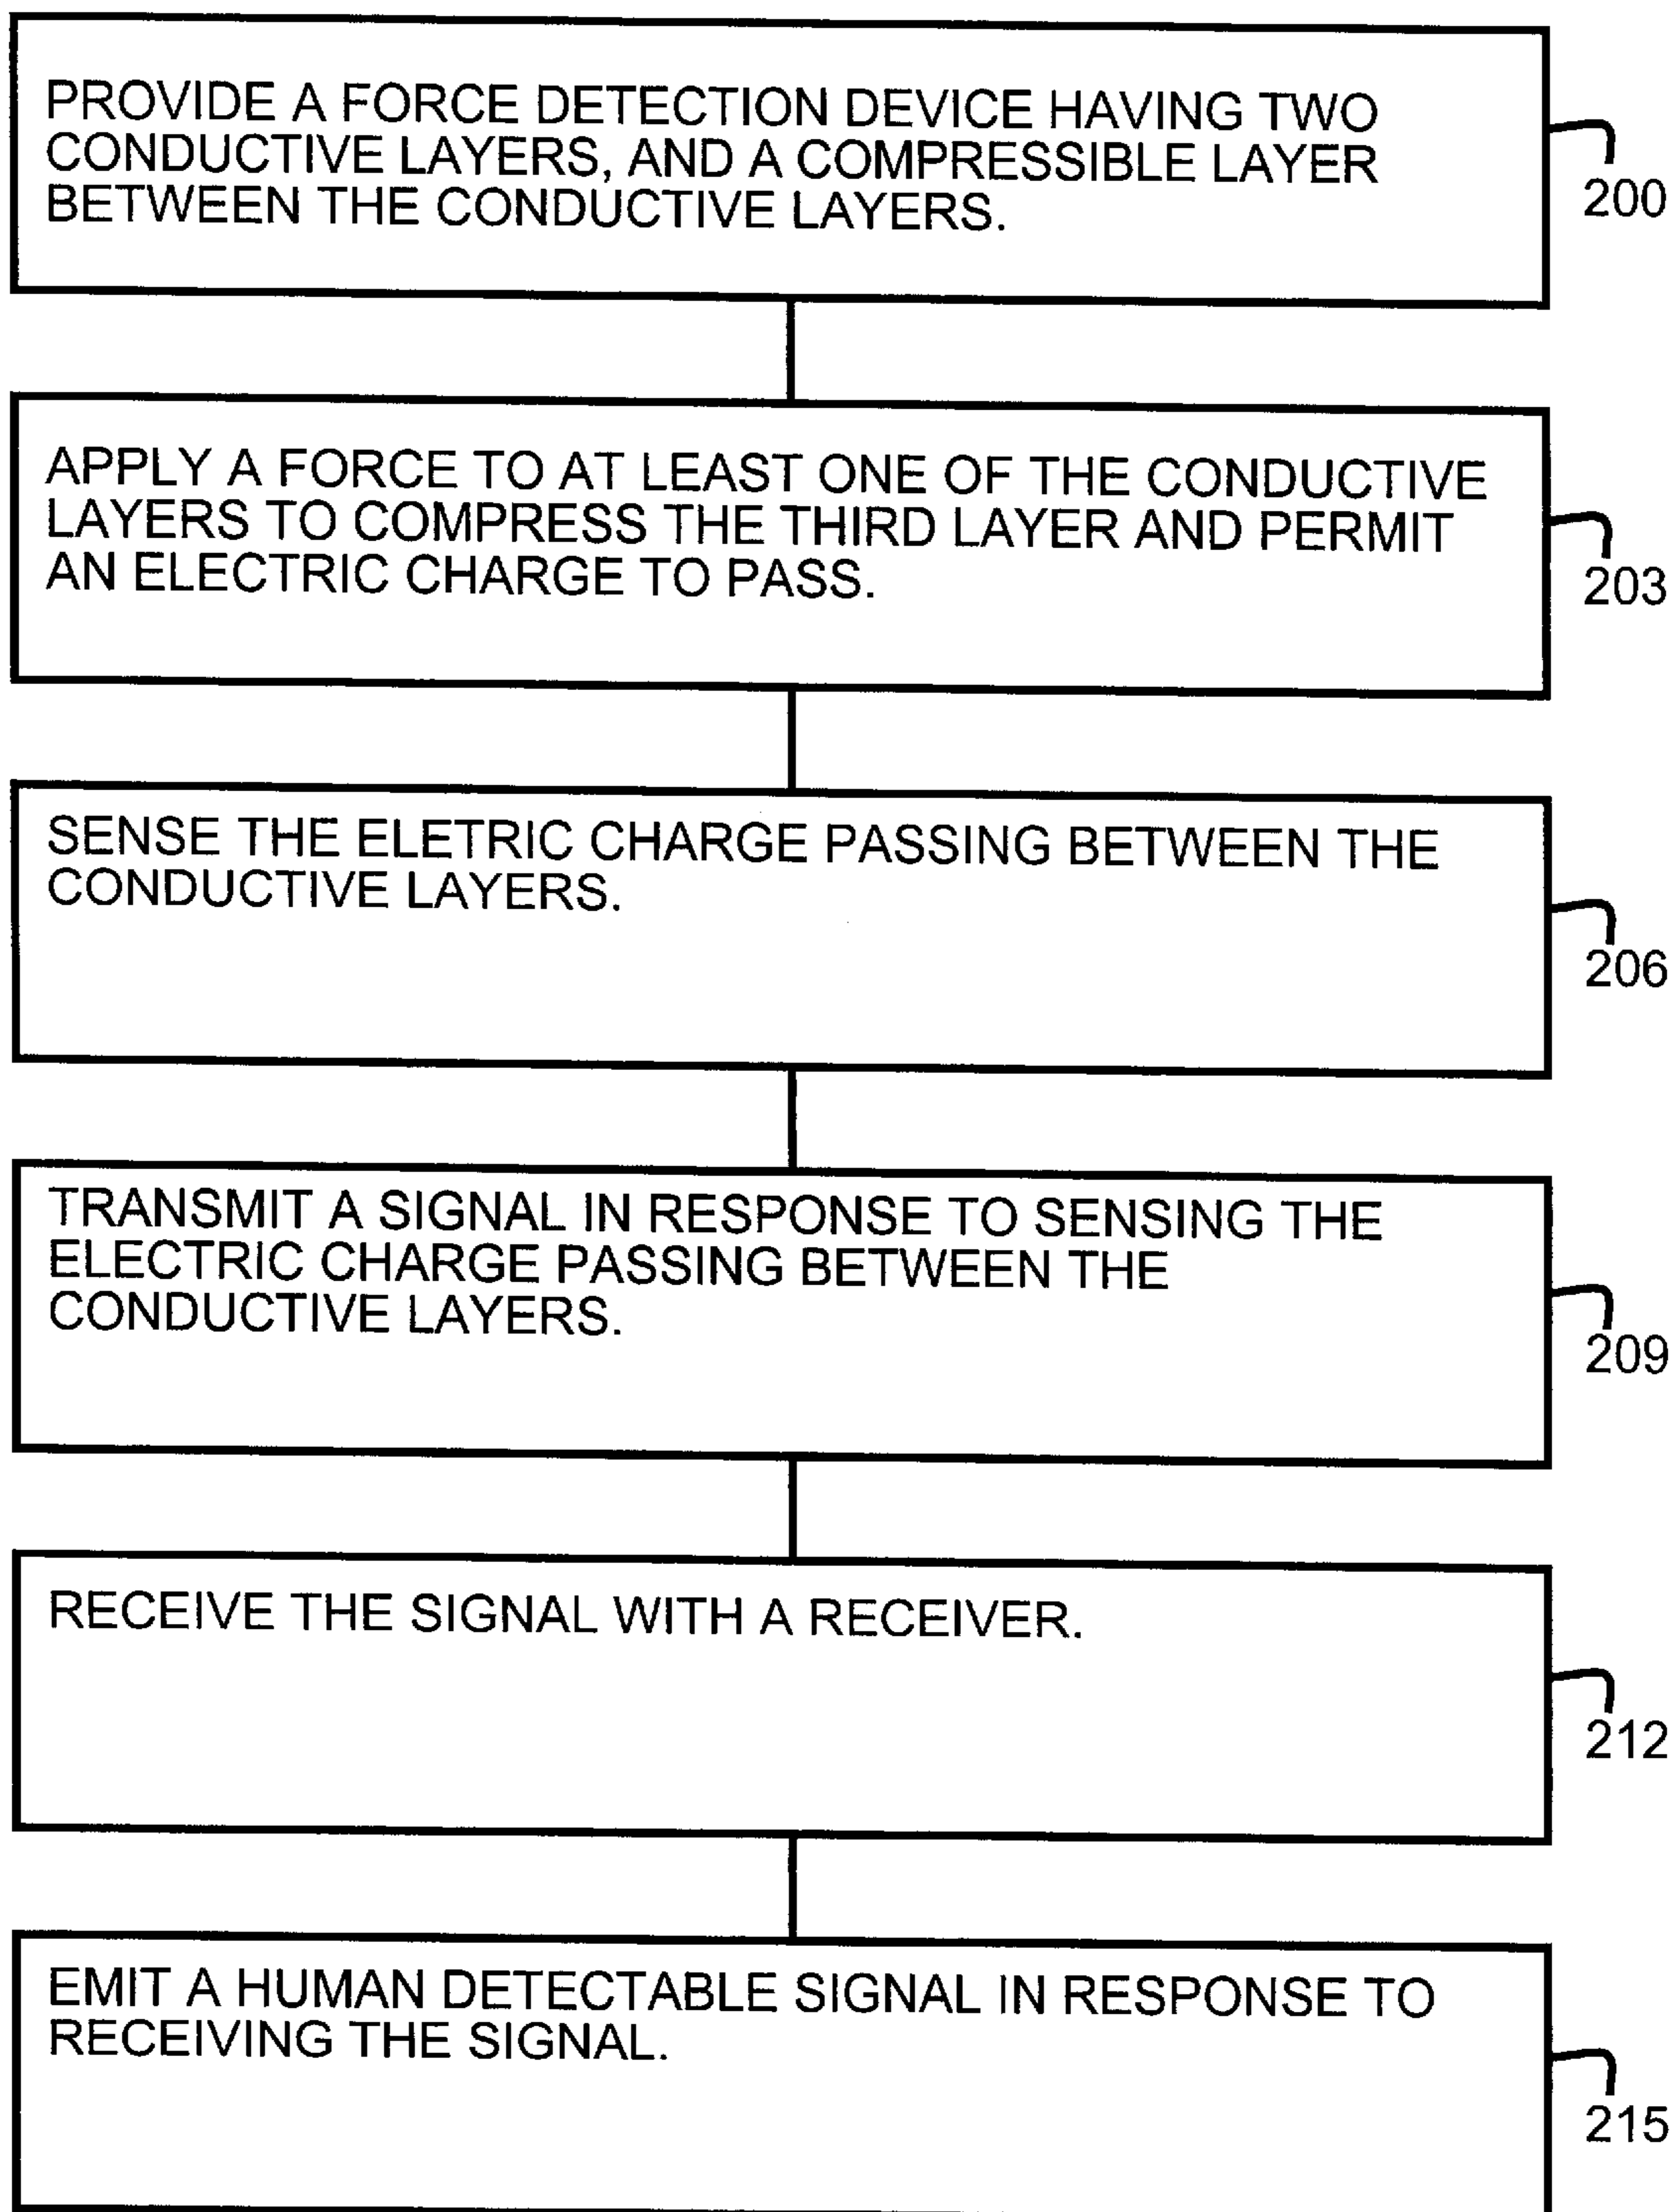 PROVIDE A FORCE DETECTION DEVICE HAVING TWO
CONDUCTIVE LAYERS, AND A COMPRESSIBLE LAYER
BETWEEN THE CONDUCTIVE LAYERS.
200
APPLY A FORCE TO AT LEAST ONE OF THE CONDUCTIVE
LAYERS TO COMPRESS THE THIRD LAYER AND PERMIT
AN ELECTRIC CHARGE TO PASS.
203
SENSE THE ELETRIC CHARGE PASSING BETWEEN THE
CONDUCTIVE LAYERS.
206
TRANSMIT A SIGNAL IN RESPONSE TO SENSING THE
ELECTRIC CHARGE PASSING BETWEEN THE
CONDUCTIVE LAYERS.
209
RECEIVE THE SIGNAL WITH A RECEIVER.
212
EMIT A HUMAN DETECTABLE SIGNAL IN RESPONSE TO
RECEIVING THE SIGNAL.
215